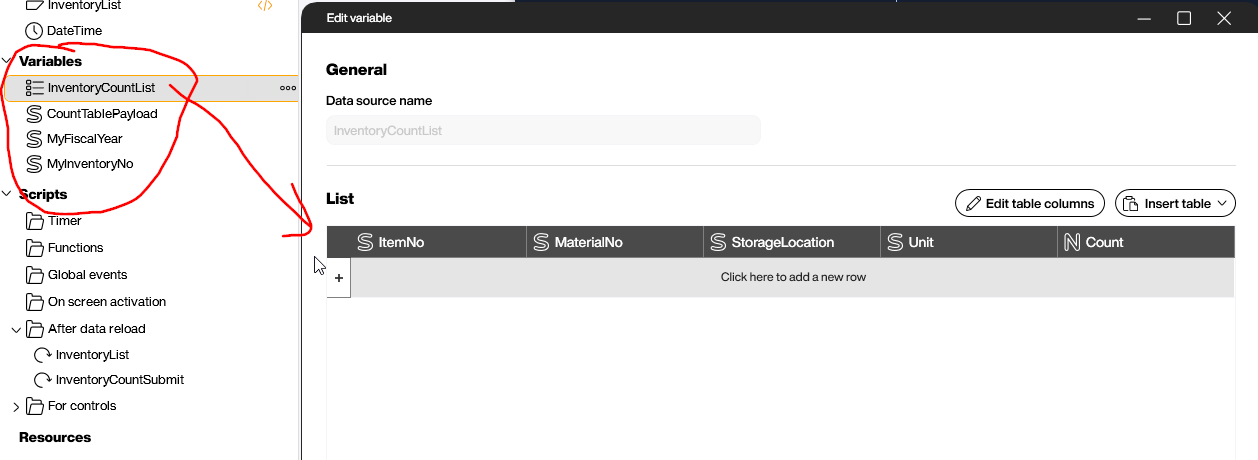 InventoryList
</>
DateTime
Variables
InventoryCountList
CountTablePayload
MyFiscalYear
MyInventoryNo
Scripts
Timer
Functions
Global events
On screen activation
After data reload
InventoryList
InventoryCountSubmit
For controls
Resources
Edit variable
General
Data source name
InventoryCountList
List
Edit table columns
Insert table
ItemNo
MaterialNo
StorageLocation
Unit
Count
Click here to add a new row